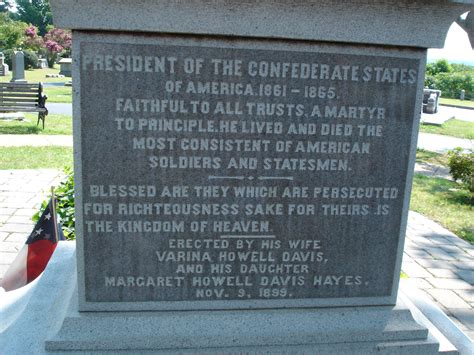 PRESIDENT OF THE CONFEDERATE STATES
OF AMERICA. 1861 - 1865.
FAITHFUL TO ALL TRUSTS, A MARTYR
TO PRINCIPLE. HE LIVED AND DIED THE
MOST CONSISTENT OF AMERICAN
SOLDIERS AND STATESMEN.
BLESSED ARE THEY WHICH ARE PERSECUTED
FOR RIGHTEOUSNESS SAKE FOR THEIRS IS
THE KINGDOM OF HEAVEN.
ERECTED BY HIS WIFE
VARINA HOWELL DAVIS,
AND HIS DAUGHTER
MARGARET HOWELL DAVIS HAYES.
NOV. 9, 1899.